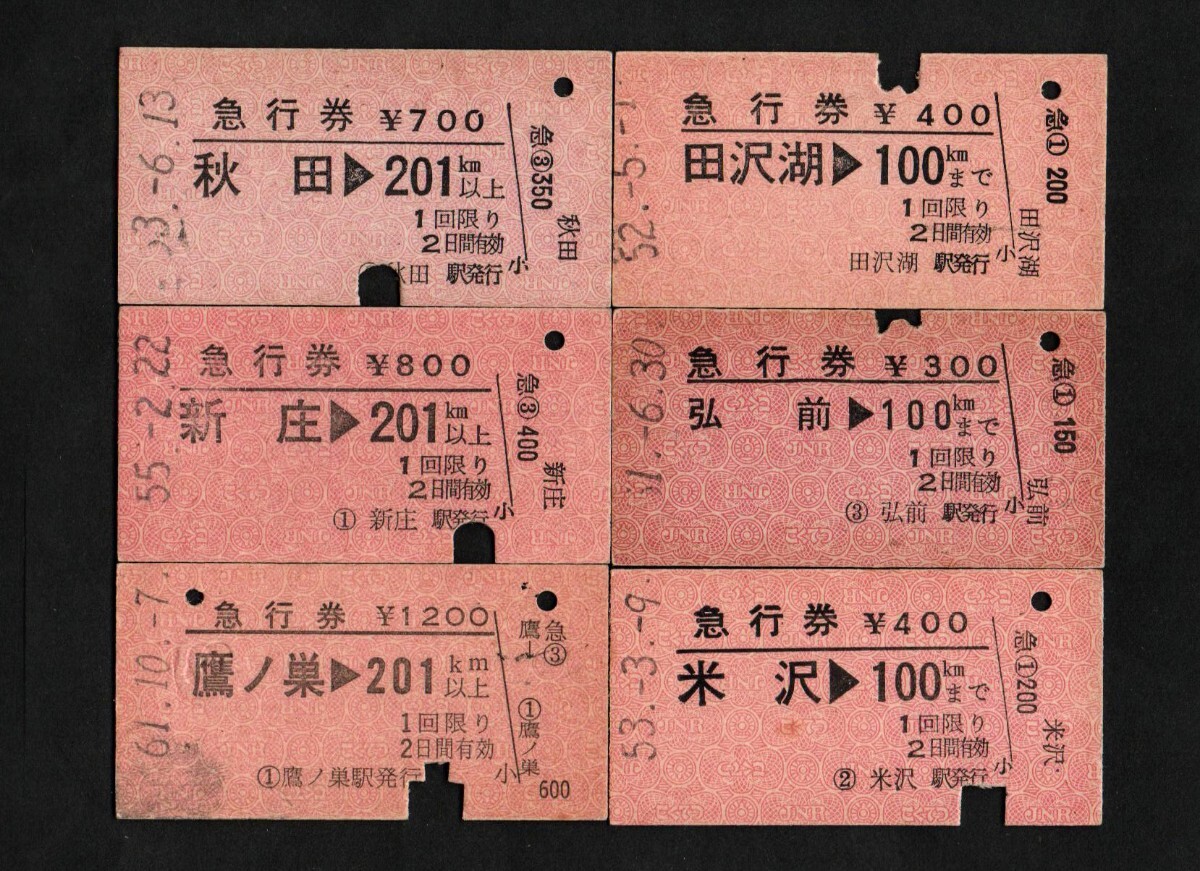 53.-6.13
急行券 ¥700
秋田▶201km以上
1回限り
2日間有効
秋田 駅発行
小
急③350
秋田
52.-5.-
急行券 ¥400
田沢湖▶100kmまで
1回限り
2日間有効
田沢湖 駅発行
小
急①200
田沢湖
55.-2.22
急行券 ¥800
新庄▶201km以上
1回限り
2日間有効
①新庄 駅発行
小
急③400
新庄
1.-6.30
急行券 ¥300
弘前▶100kmまで
1回限り
2日間有効
③弘前 駅発行
小
急①150
弘前
61.10.-7.
急行券 ¥1200
鷹ノ巣▶201km以上
1回限り
2日間有効
①鷹ノ巣駅発行
小
鷹
急③
①鷹ノ巣
600
53.-3.-9.
急行券 ¥400
米沢▶100kmまで
1回限り
2日間有効
②米沢 駅発行
小
急①200
米沢